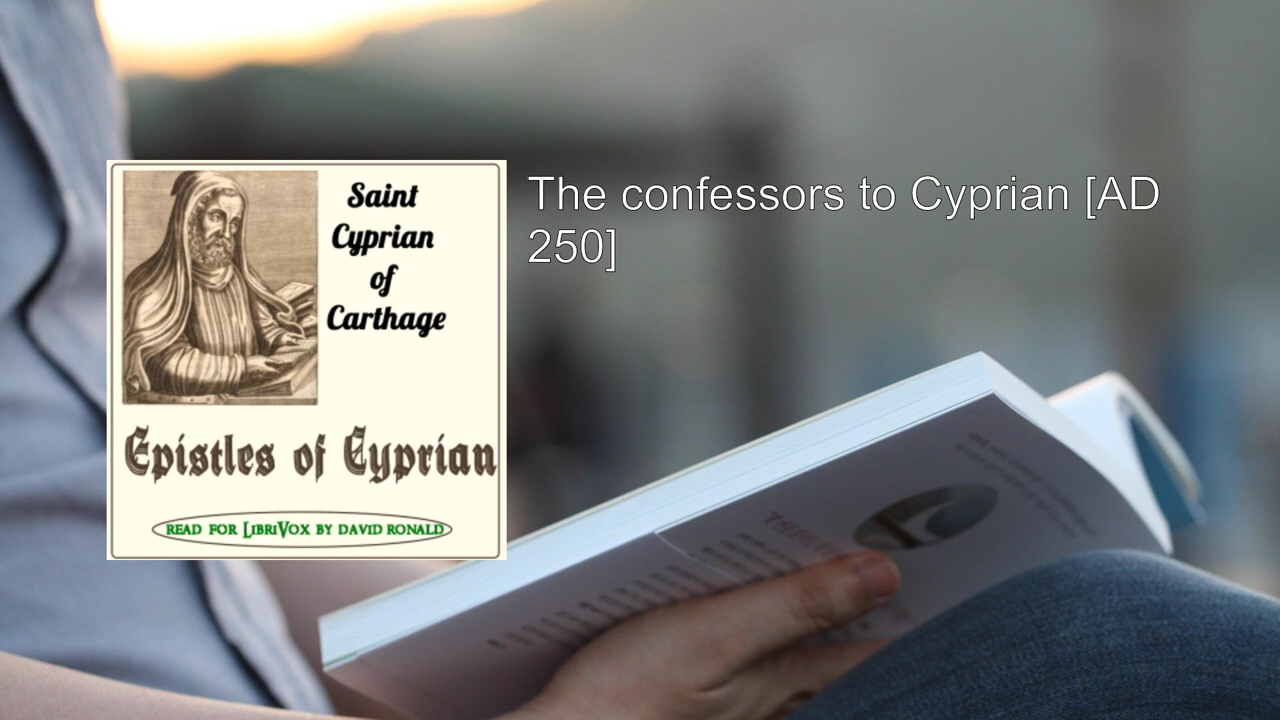 Saint
Cyprian
of
Carthage
Epistles of Cyprian
READ FOR LIBRIVOX BY DAVID RONALD
The confessors to Cyprian [AD
250]